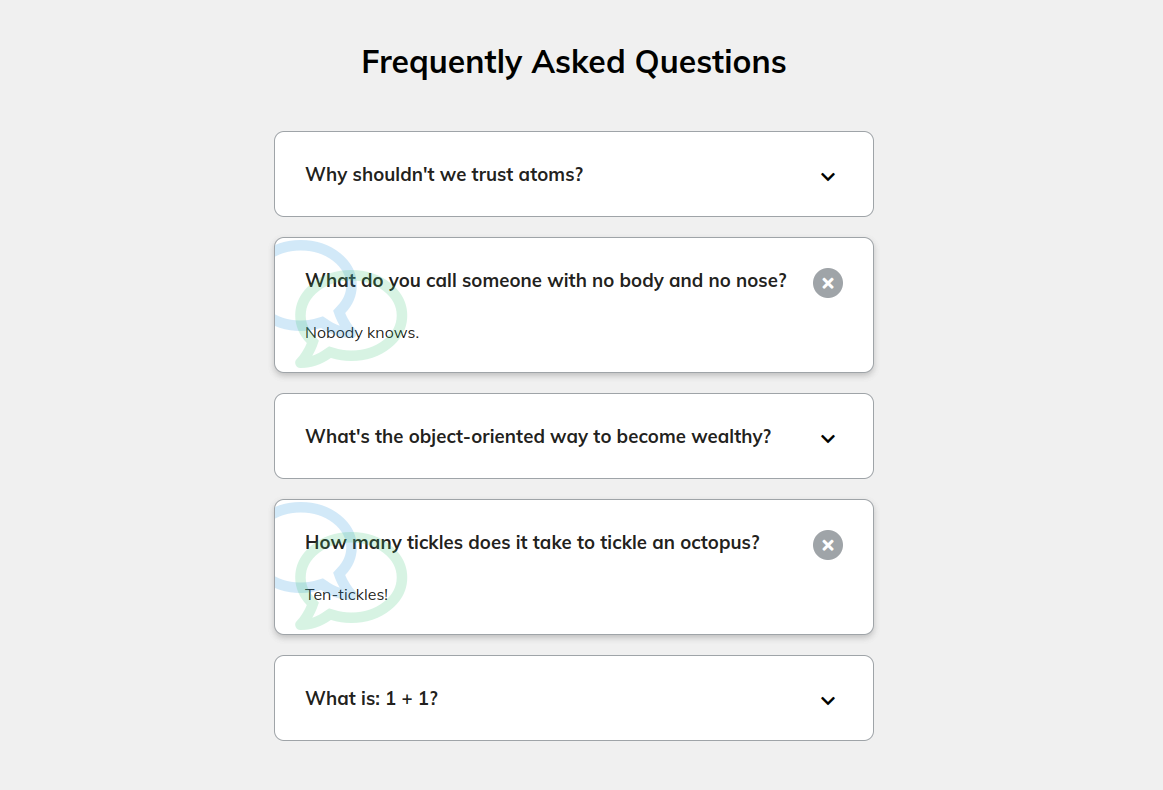 Frequently Asked Questions
Why shouldn't we trust atoms?
What do you call someone with no body and no nose?
Nobody knows.
What's the object-oriented way to become wealthy?
How many tickles does it take to tickle an octopus?
Ten-tickles!
What is: 1 + 1?